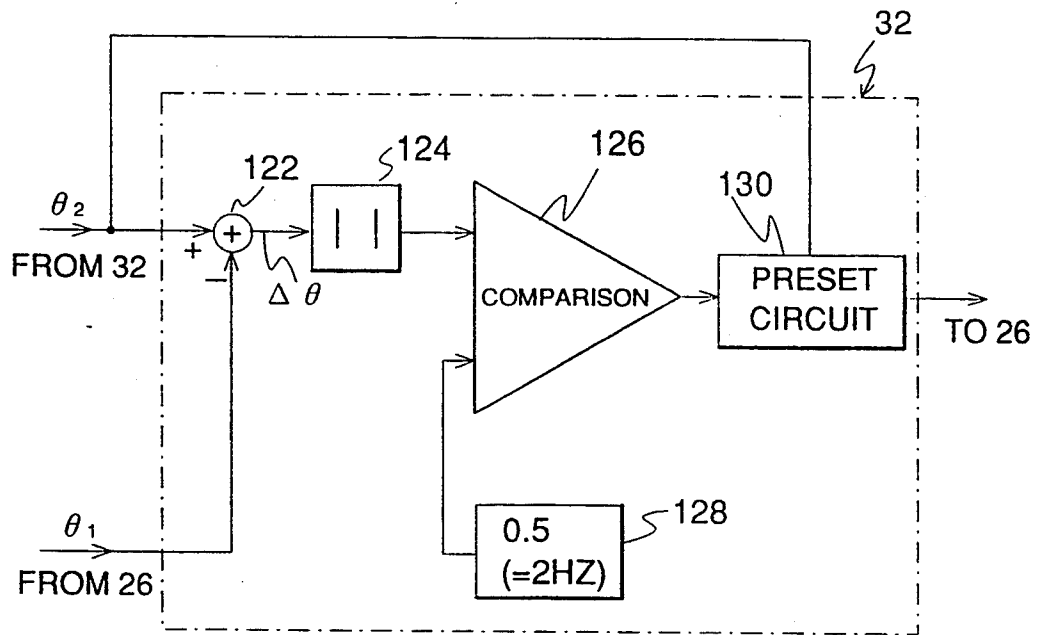 32
124
126
122
130
θ2
+
+
FROM 32
−
Δ θ
| |
COMPARISON
PRESET
CIRCUIT
TO 26
θ1
FROM 26
0.5
(=2HZ)
128